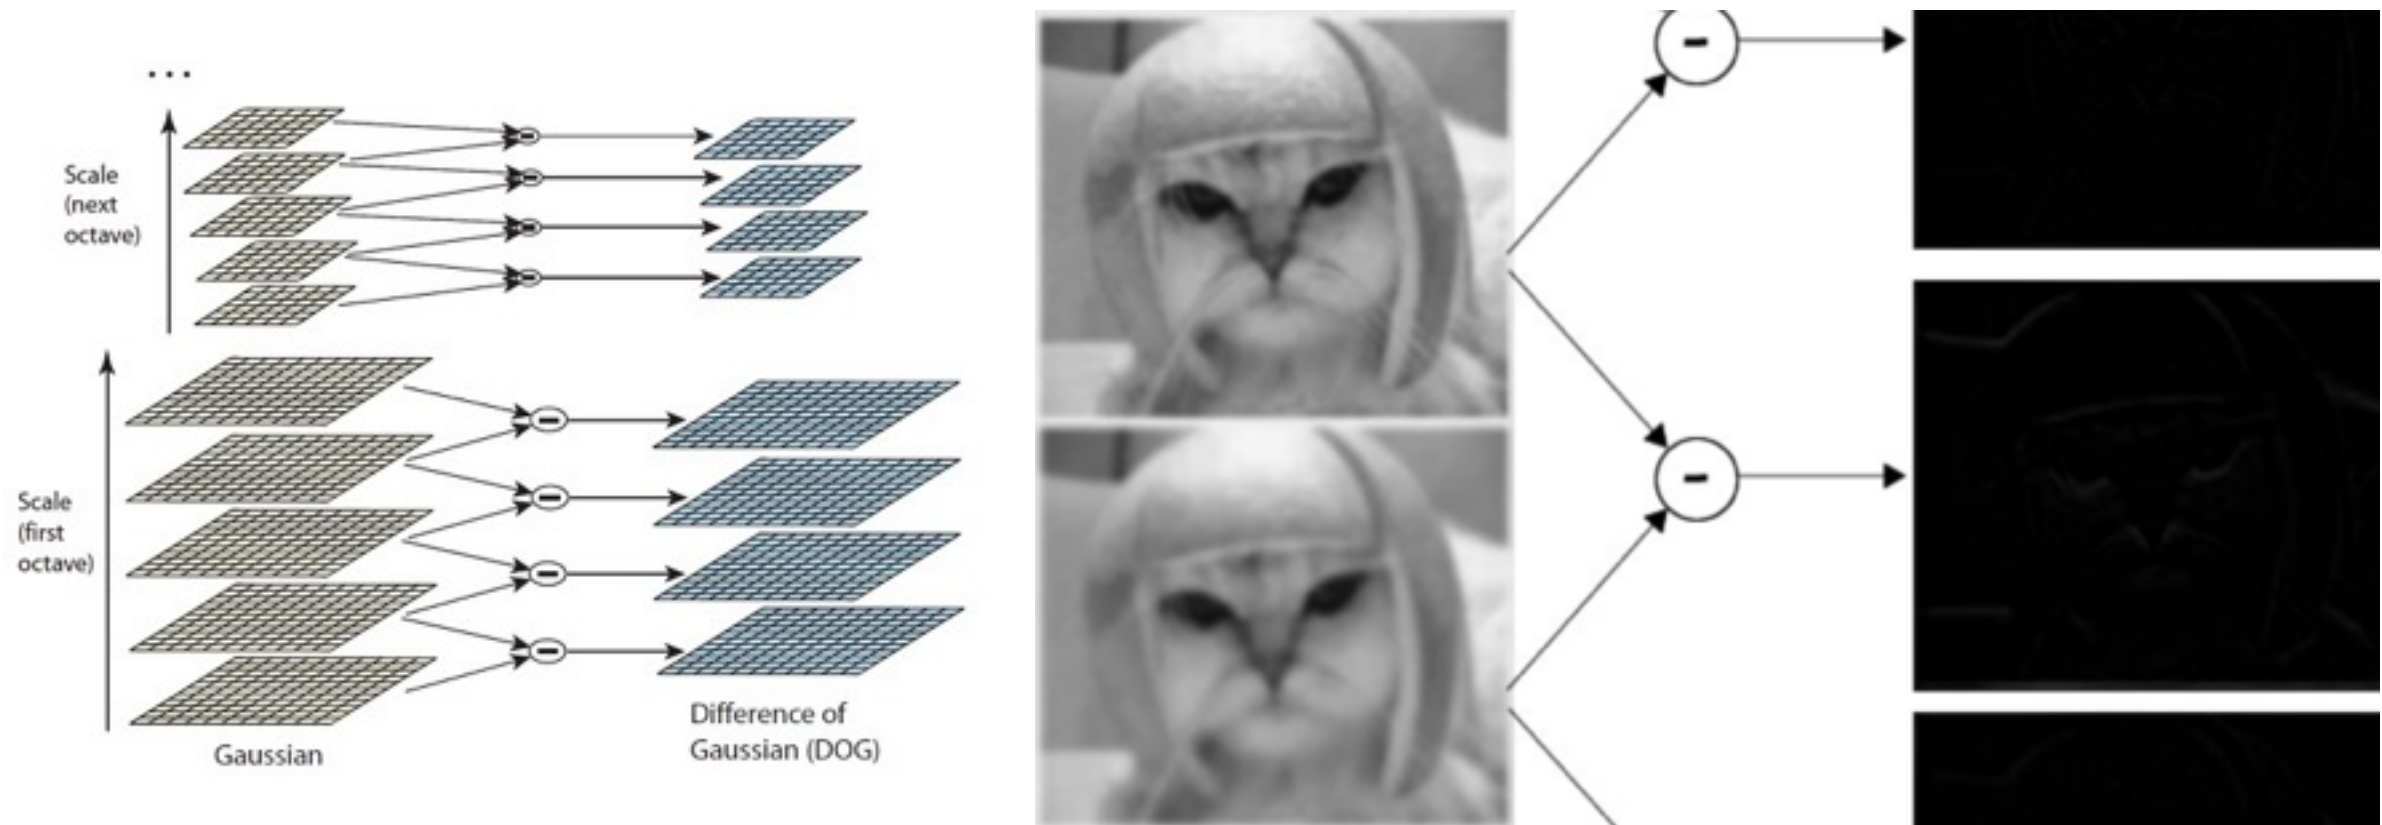 ...
Scale
(next
octave)
Scale
(first
octave)
Gaussian
Difference of
Gaussian (DOG)